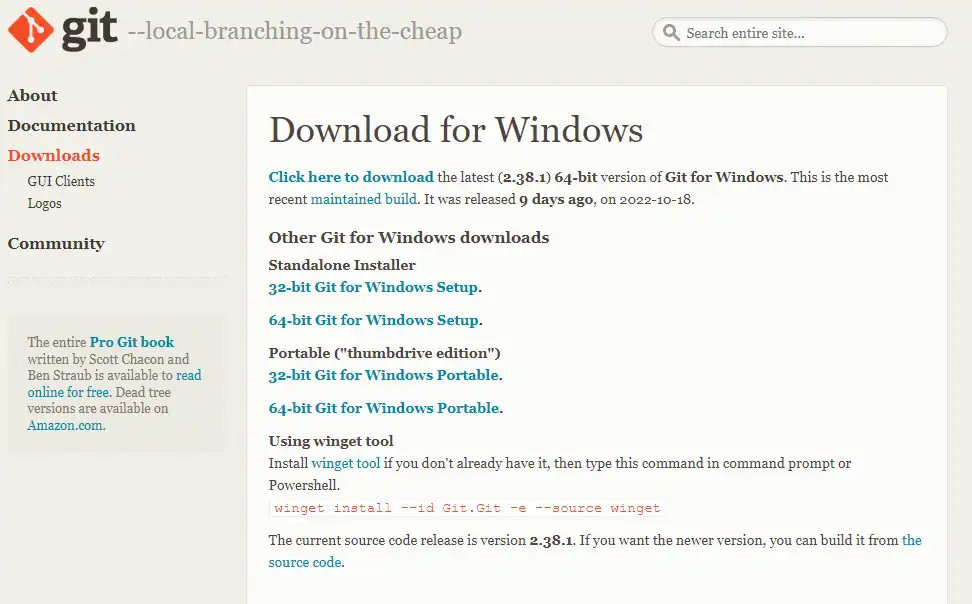 git --local-branching-on-the-cheap
Search entire site...
About
Documentation
Downloads
GUI Clients
Logos
Community
The entire Pro Git book
written by Scott Chacon and
Ben Straub is available to read
online for free. Dead tree
versions are available on
Amazon.com.
Download for Windows
Click here to download the latest (2.38.1) 64-bit version of Git for Windows. This is the most
recent maintained build. It was released 9 days ago, on 2022-10-18.
Other Git for Windows downloads
Standalone Installer
32-bit Git for Windows Setup.
64-bit Git for Windows Setup.
Portable ("thumbdrive edition")
32-bit Git for Windows Portable.
64-bit Git for Windows Portable.
Using winget tool
Install winget tool if you don't already have it, then type this command in command prompt or
Powershell.
winget install --id Git.Git -e --source winget
The current source code release is version 2.38.1. If you want the newer version, you can build it from the
source code.